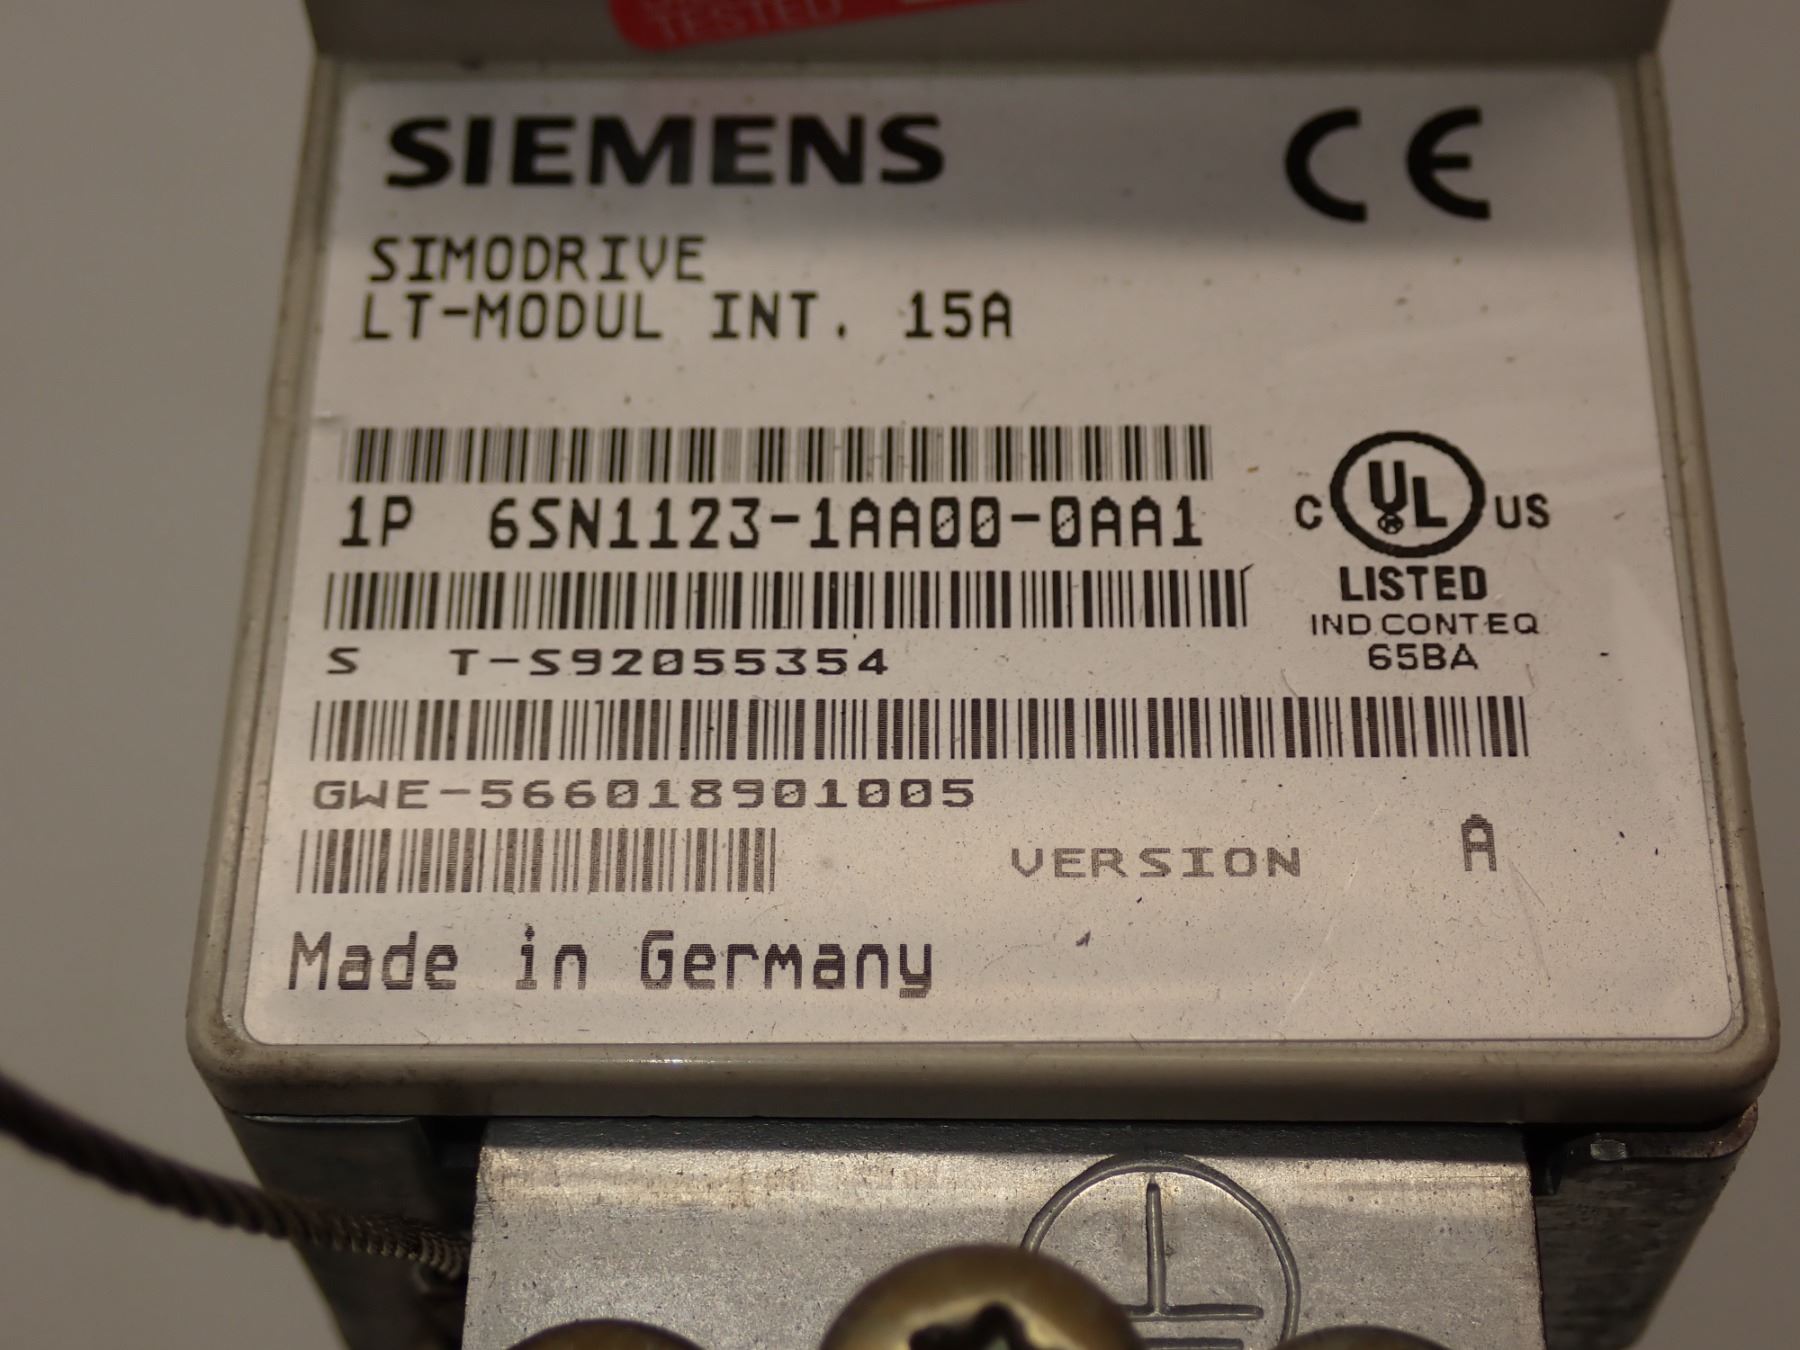 TESTED
SIEMENS
CE
SIMODRIVE
LT-MODUL INT. 15A
1P 6SN1123-1AA00-0AA1
C UL US
LISTED
IND.CONT.EQ
65BA
S T-S92055354
GWE-566018901005
VERSION A
Made in Germany